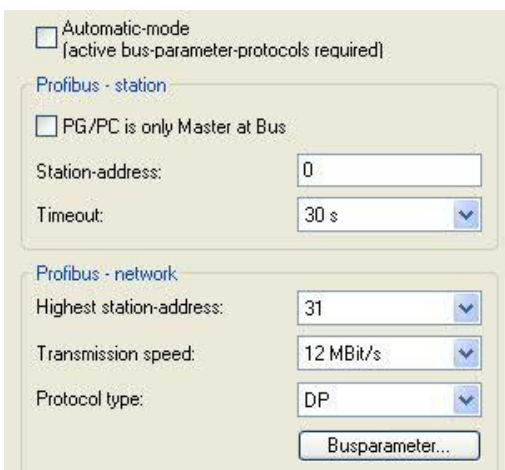 Automatic-mode
(active bus-parameter-protocols required)
Profibus - station
PG/PC is only Master at Bus
Station-address: 0
Timeout: 30 s
Profibus - network
Highest station-address: 31
Transmission speed: 12 MBit/s
Protocol type: DP
Busparameter...